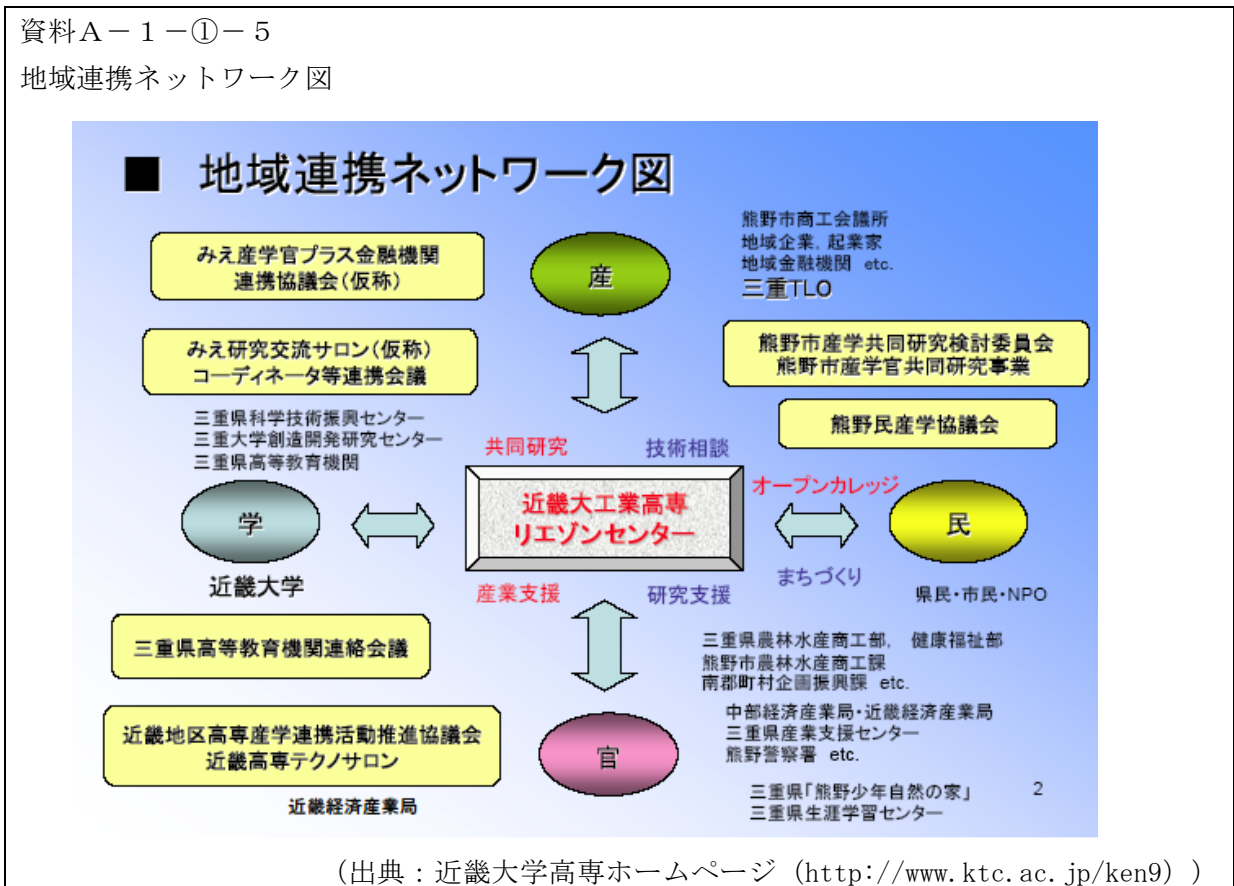 資料A－１－①－５
地域連携ネットワーク図
■ 地域連携ネットワーク図
みえ産学官プラス金融機関
連携協議会(仮称)
産
熊野市商工会議所
地域企業, 起業家
地域金融機関 etc.
三重TLO
みえ研究交流サロン(仮称)
コーディネータ等連携会議
熊野市産学共同研究検討委員会
熊野市産学官共同研究事業
熊野民産学協議会
三重県科学技術振興センター
三重大学創造開発研究センター
三重県高等教育機関
共同研究
技術相談
学
近畿大学
近畿大工業高専
リエゾンセンター
オープンカレッジ
まちづくり
民
県民・市民・NPO
産業支援
研究支援
三重県高等教育機関連絡会議
三重県農林水産商工部, 健康福祉部
熊野市農林水産商工課
南郡町村企画振興課 etc.
近畿地区高専産学連携活動推進協議会
近畿高専テクノサロン
近畿経済産業局
官
中部経済産業局・近畿経済産業局
三重県産業支援センター
熊野警察署 etc.
三重県「熊野少年自然の家」
三重県生涯学習センター
2
(出典：近畿大学高専ホームページ (http://www.ktc.ac.jp/ken9) )